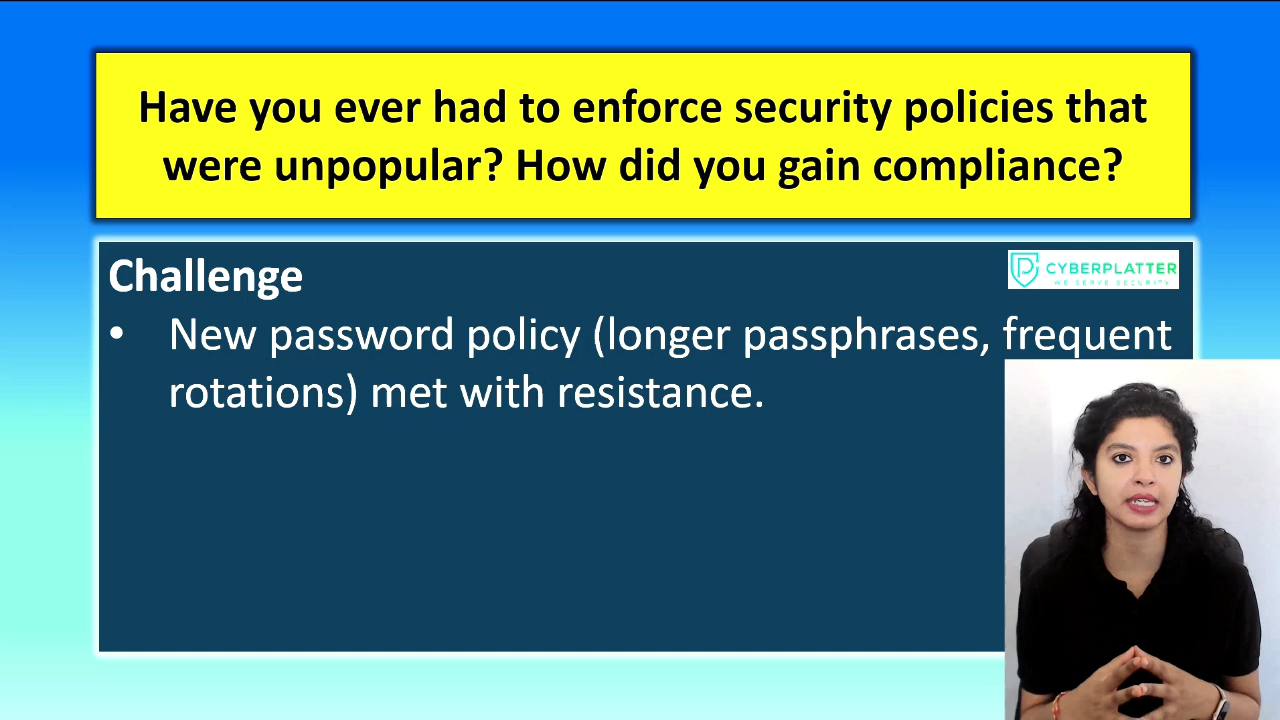 Have you ever had to enforce security policies that
were unpopular? How did you gain compliance?
Challenge
CYBERPLATTER
WE SERVE SECURITY
• New password policy (longer passphrases, frequent
rotations) met with resistance.